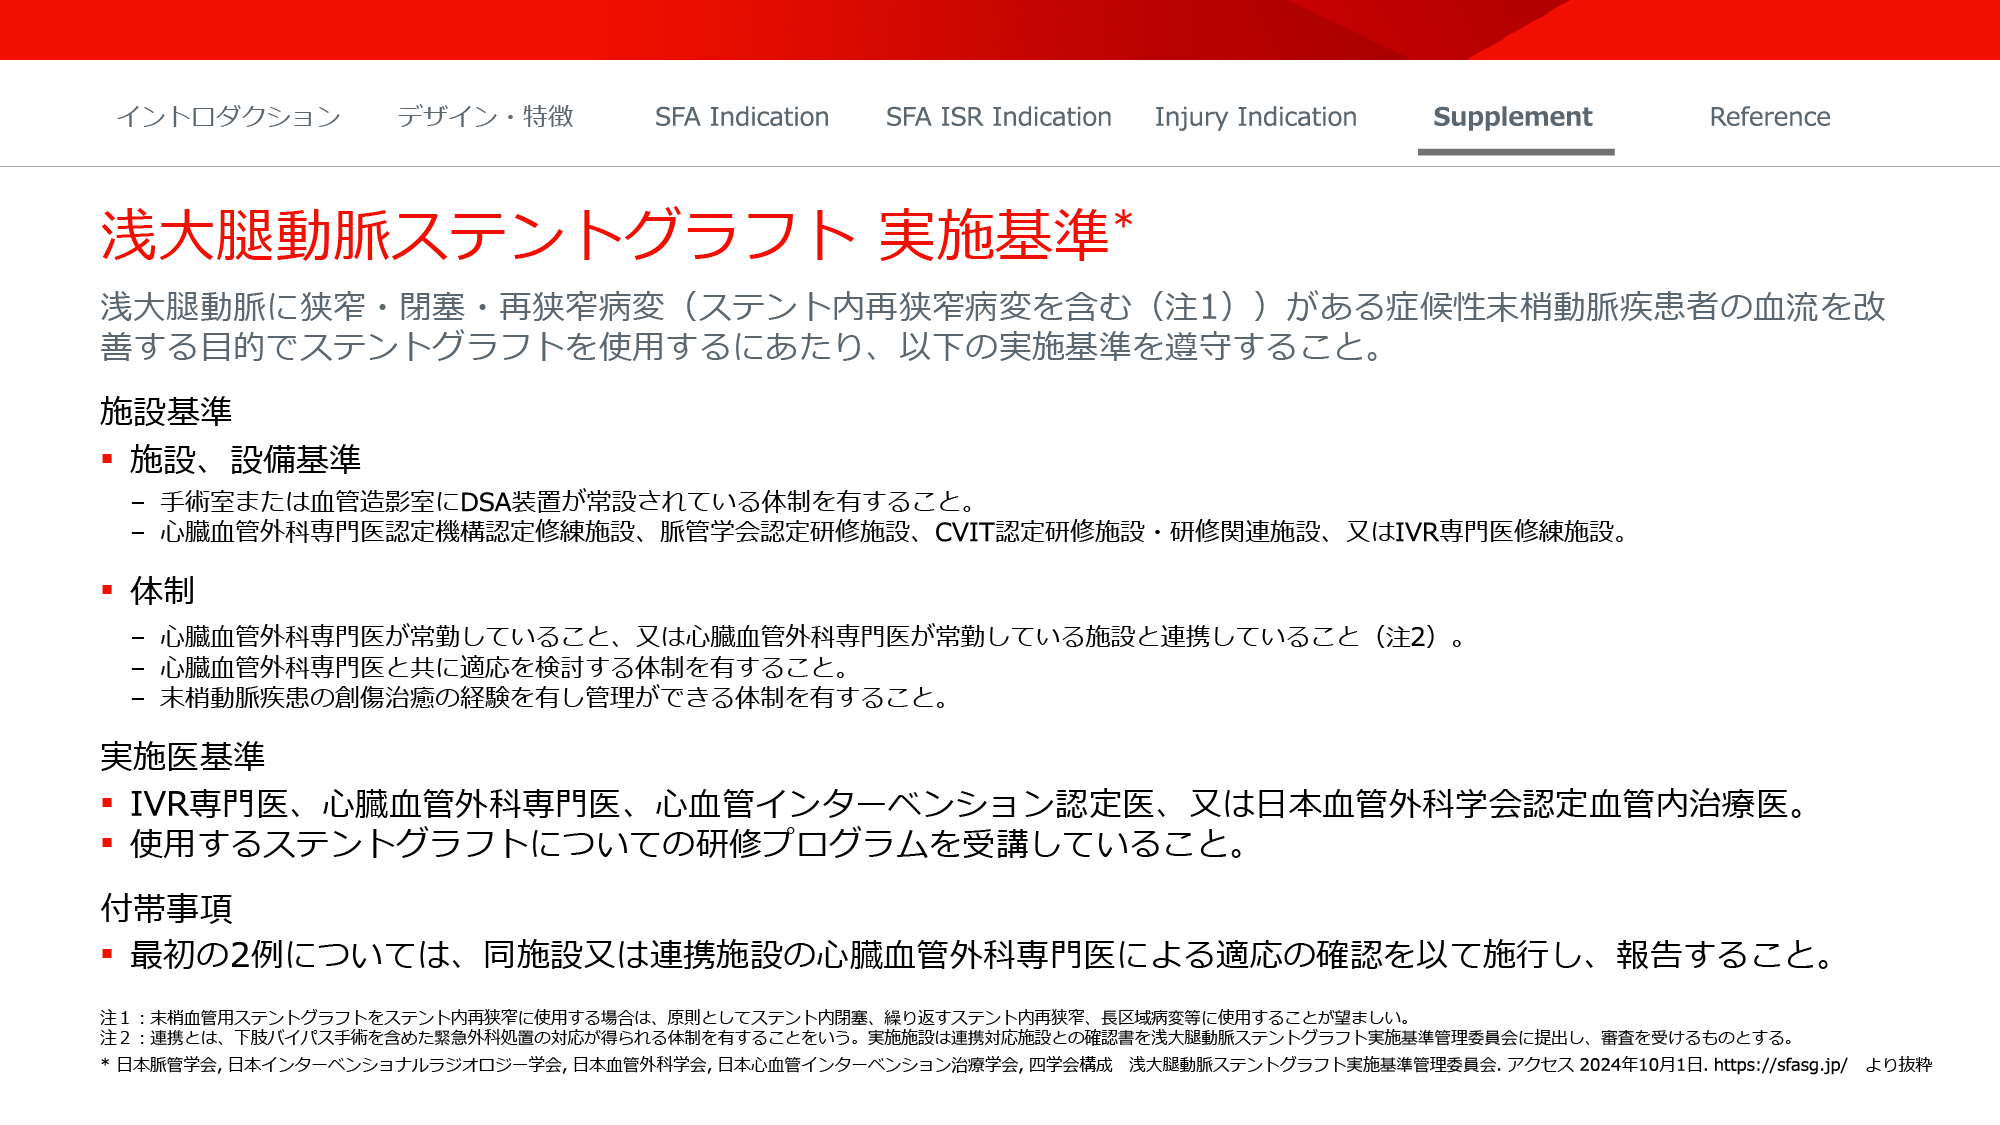 イントロダクション デザイン・特徴 SFA Indication SFA ISR Indication Injury Indication Supplement Reference
浅大腿動脈ステントグラフト 実施基準*
浅大腿動脈に狭窄・閉塞・再狭窄病変（ステント内再狭窄病変を含む（注1））がある症候性末梢動脈疾患者の血流を改
善する目的でステントグラフトを使用するにあたり、以下の実施基準を遵守すること。
施設基準
▪ 施設、設備基準
– 手術室または血管造影室にDSA装置が常設されている体制を有すること。
– 心臓血管外科専門医認定機構認定修練施設、脈管学会認定研修施設、CVIT認定研修施設・研修関連施設、又はIVR専門医修練施設。
▪ 体制
– 心臓血管外科専門医が常勤していること、又は心臓血管外科専門医が常勤している施設と連携していること（注2）。
– 心臓血管外科専門医と共に適応を検討する体制を有すること。
– 末梢動脈疾患の創傷治癒の経験を有し管理ができる体制を有すること。
実施医基準
▪ IVR専門医、心臓血管外科専門医、心血管インターベンション認定医、又は日本血管外科学会認定血管内治療医。
▪ 使用するステントグラフトについての研修プログラムを受講していること。
付帯事項
▪ 最初の2例については、同施設又は連携施設の心臓血管外科専門医による適応の確認を以て施行し、報告すること。
注１：末梢血管用ステントグラフトをステント内再狭窄に使用する場合は、原則としてステント内閉塞、繰り返すステント内再狭窄、長区域病変等に使用することが望ましい。
注２：連携とは、下肢バイパス手術を含めた緊急外科処置の対応が得られる体制を有することをいう。実施施設は連携対応施設との確認書を浅大腿動脈ステントグラフト実施基準管理委員会に提出し、審査を受けるものとする。
* 日本脈管学会, 日本インターベンショナルラジオロジー学会, 日本血管外科学会, 日本心血管インターベンション治療学会, 四学会構成　浅大腿動脈ステントグラフト実施基準管理委員会. アクセス 2024年10月1日. https://sfasg.jp/　より抜粋